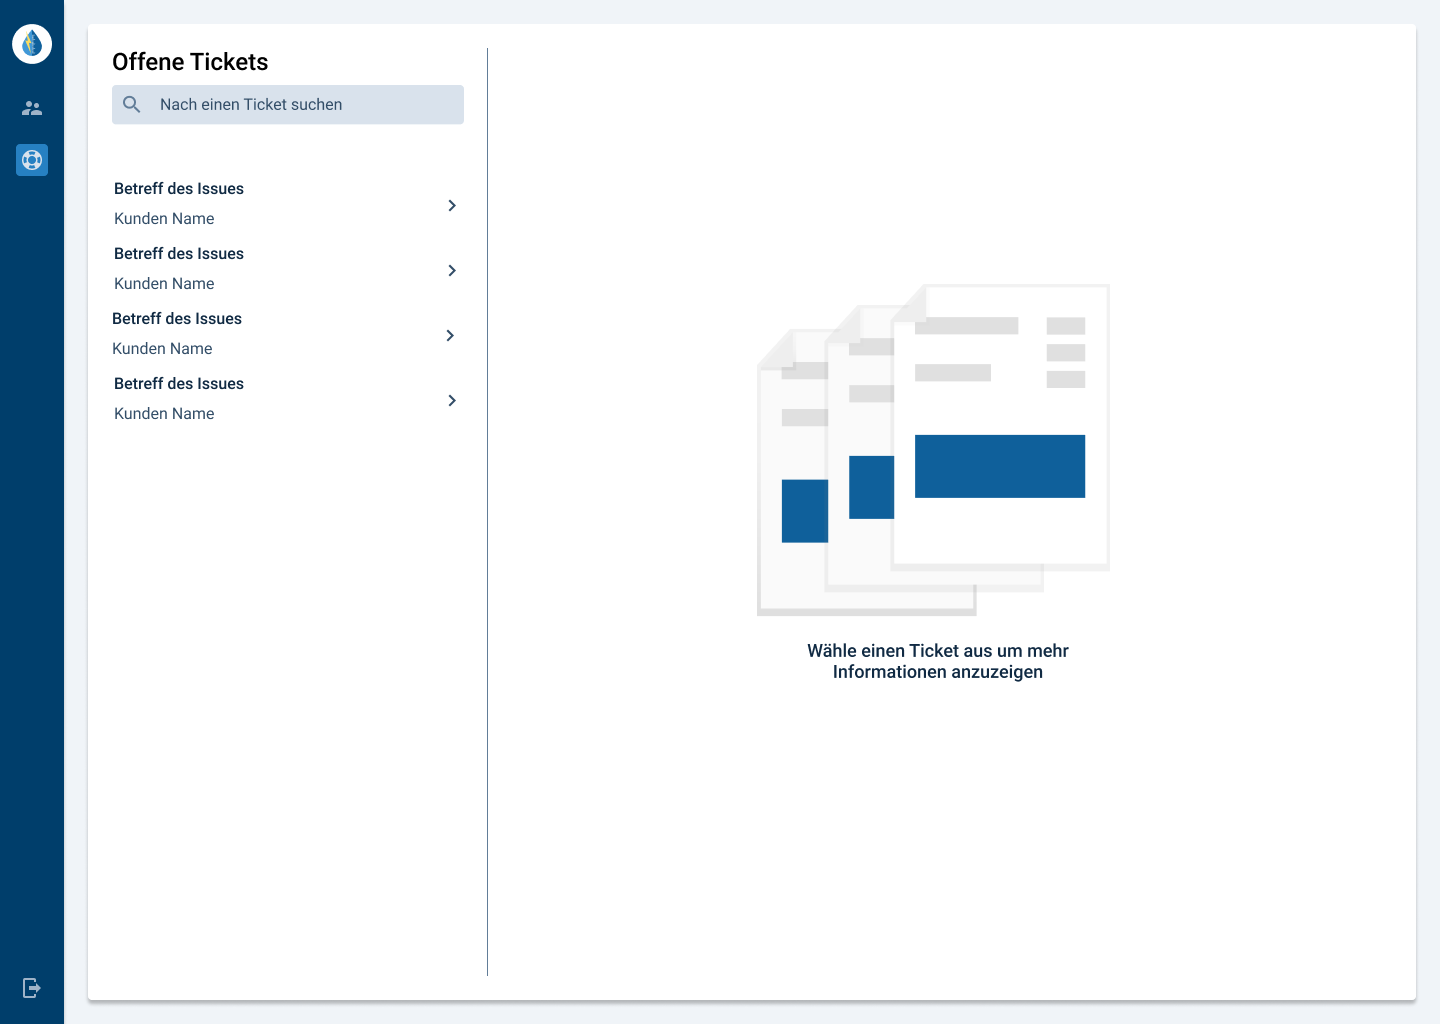 Offene Tickets
Nach einen Ticket suchen
Betreff des Issues
Kunden Name
Betreff des Issues
Kunden Name
Betreff des Issues
Kunden Name
Betreff des Issues
Kunden Name
Wähle einen Ticket aus um mehr
Informationen anzuzeigen